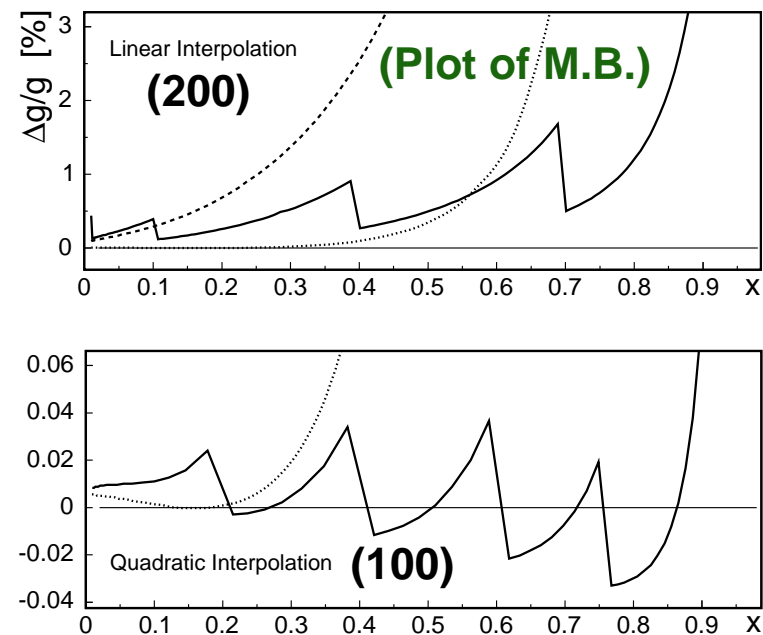 Δg/g [%]
3
2
1
0
Linear Interpolation
(200)
(Plot of M.B.)
0 0.1 0.2 0.3 0.4 0.5 0.6 0.7 0.8 0.9 x
0.06
0.04
0.02
0
-0.02
-0.04
Quadratic Interpolation (100)
0 0.1 0.2 0.3 0.4 0.5 0.6 0.7 0.8 0.9 x